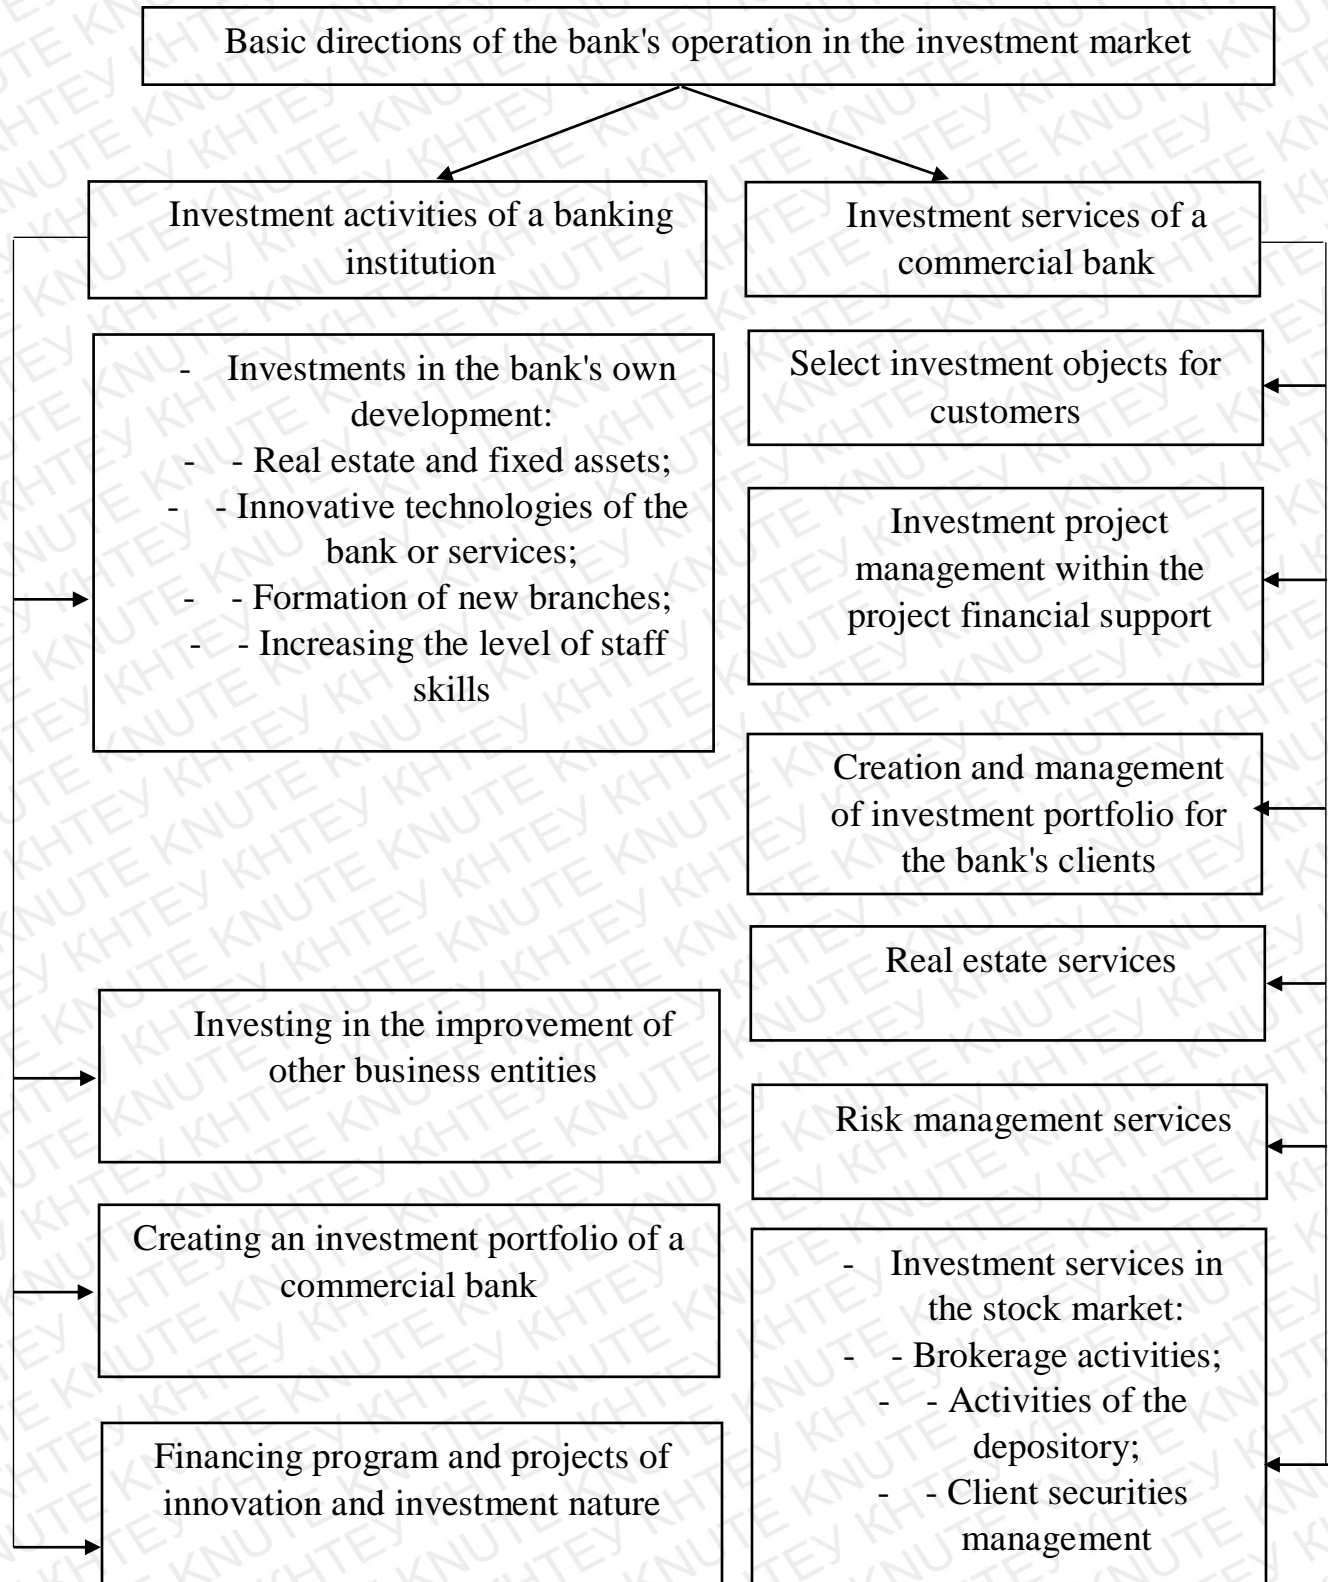 Basic directions of the bank's operation in the investment market
Investment activities of a banking
institution
- Investments in the bank's own
development:
- - Real estate and fixed assets;
- - Innovative technologies of the
bank or services;
- - Formation of new branches;
- - Increasing the level of staff
skills
Investing in the improvement of
other business entities
Creating an investment portfolio of a
commercial bank
Financing program and projects of
innovation and investment nature
Investment services of a
commercial bank
Select investment objects for
customers
Investment project
management within the
project financial support
Creation and management
of investment portfolio for
the bank's clients
Real estate services
Risk management services
- Investment services in
the stock market:
- - Brokerage activities;
- - Activities of the
depository;
- - Client securities
management